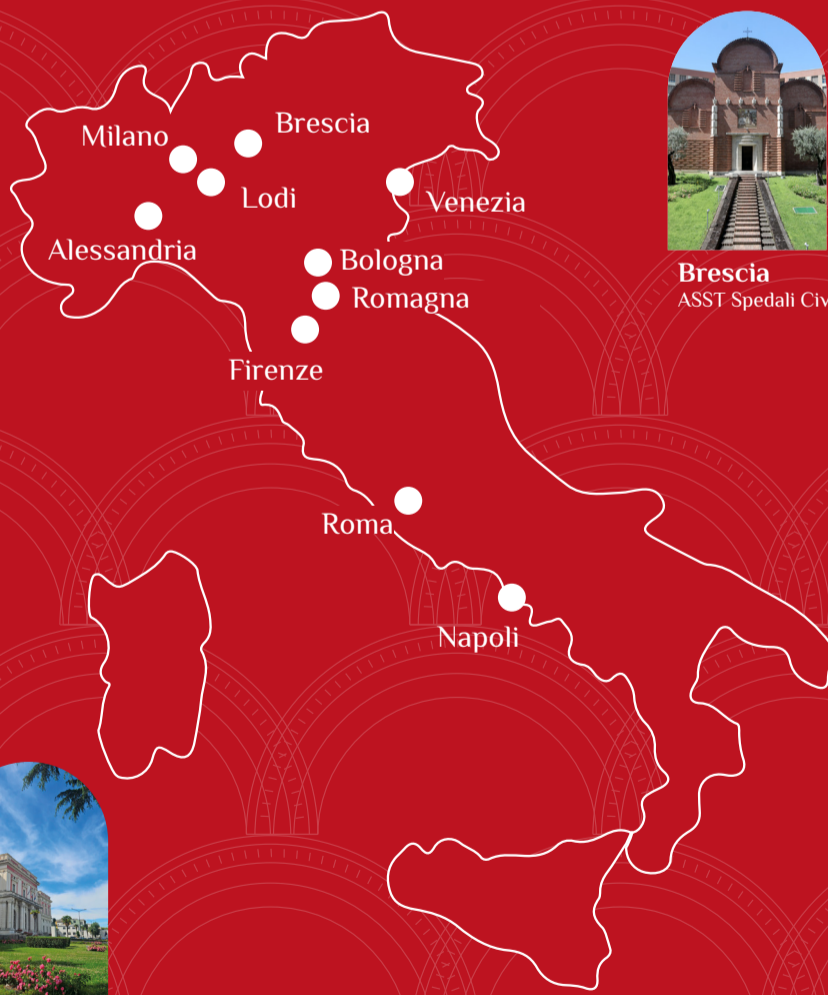 Milano
Brescia
Lodi
Venezia
Alessandria
Bologna
Romagna
Firenze
Roma
Napoli
Brescia
ASST Spedali Civ